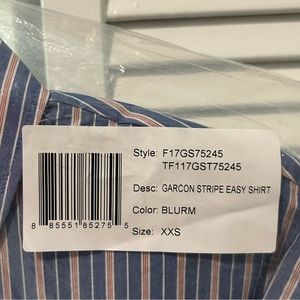 Style: F17GS75245
TF117GST75245
Desc: GARCON STRIPE EASY SHIRT
Color: BLURM
Size: XXS
8 85551 85275 5